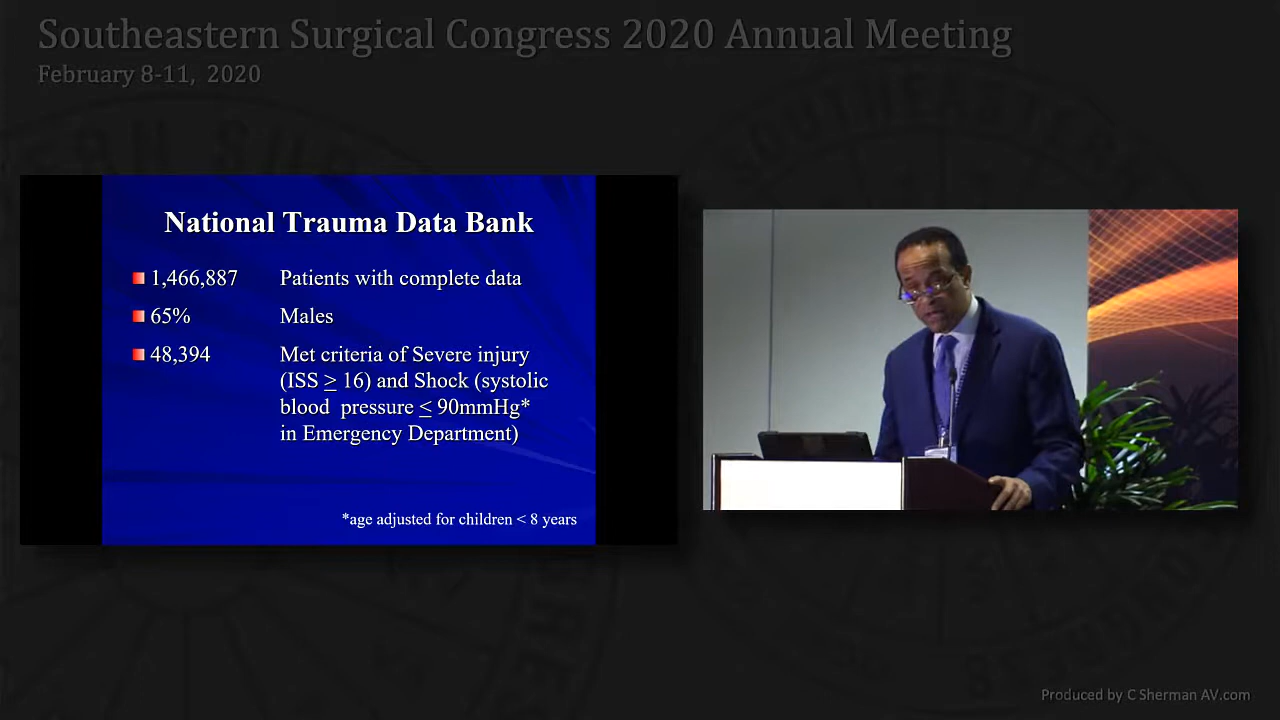 Southeastern Surgical Congress 2020 Annual Meeting
February 8-11, 2020
National Trauma Data Bank
1,466,887 Patients with complete data
65% Males
48,394 Met criteria of Severe injury
(ISS ≥ 16) and Shock (systolic
blood pressure ≤ 90mmHg*
in Emergency Department)
*age adjusted for children < 8 years
Produced by C Sherman AV.com